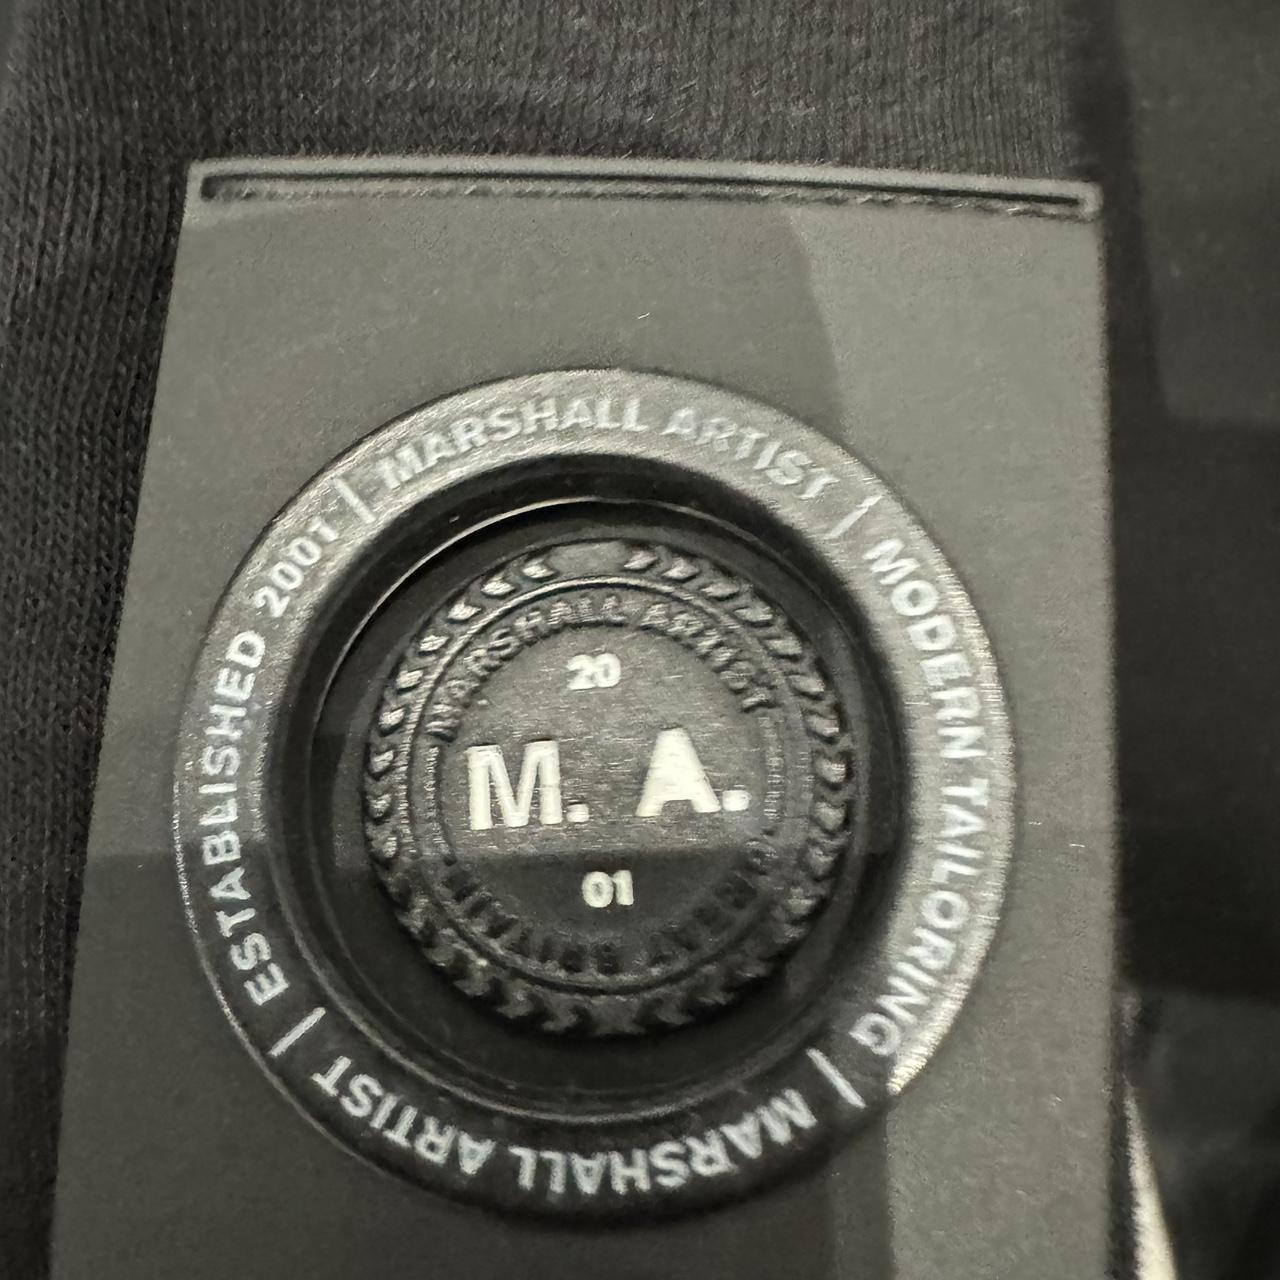 MARSHALL ARTIST | MODERN TAILORING | MARSHALL ARTIST | ESTABLISHED 2001 |
MARSHALL ARTIST
20
M. A.
01